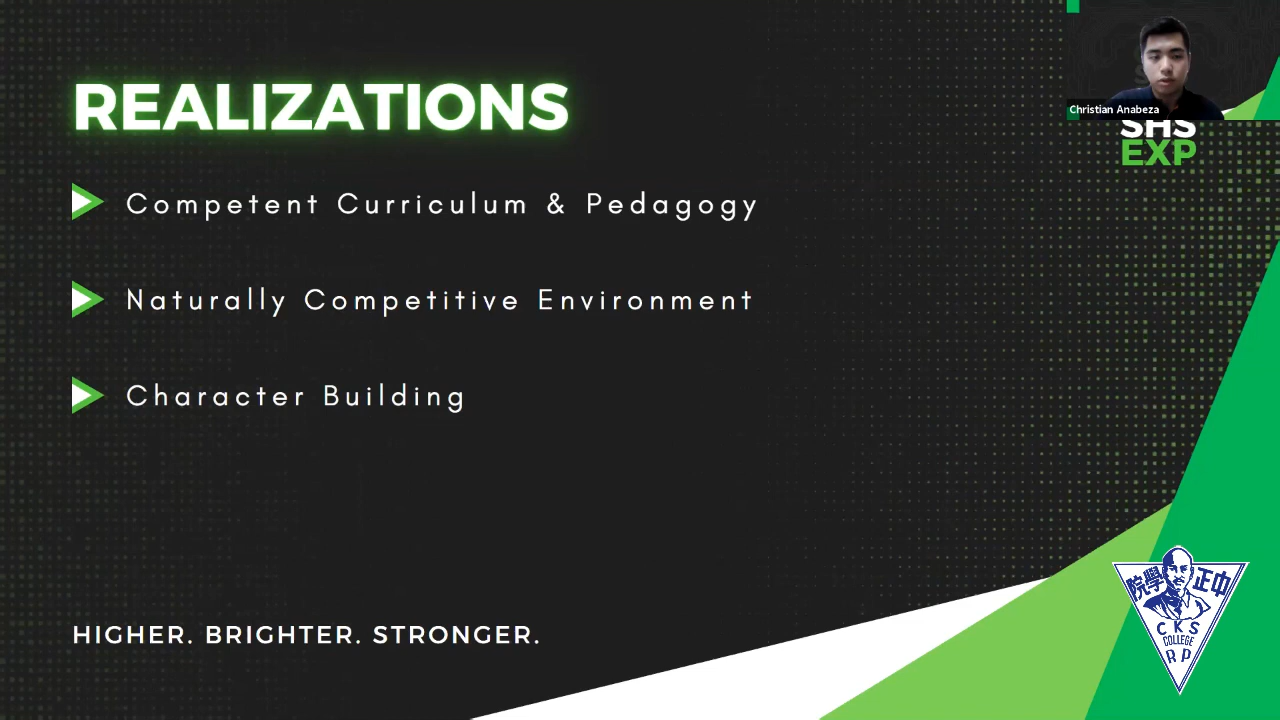 REALIZATIONS
Christian Anabeza
SHS
EXP
Competent Curriculum & Pedagogy
Naturally Competitive Environment
Character Building
HIGHER. BRIGHTER. STRONGER.
院學 正中
CKS
COLLEGE
RP